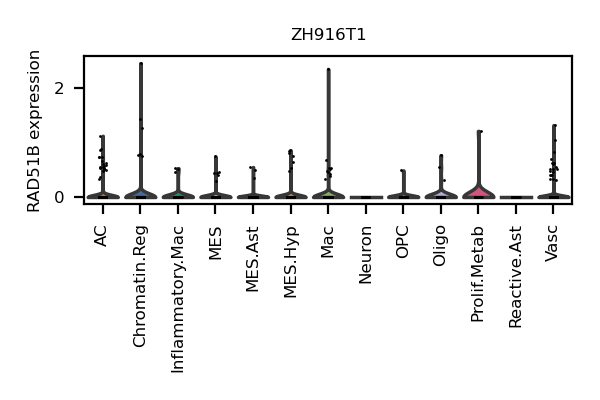 ZH916T1
RAD51B expression
2
0
AC
Chromatin.Reg
Inflammatory.Mac
MES
MES.Ast
MES.Hyp
Mac
Neuron
OPC
Oligo
Prolif.Metab
Reactive.Ast
Vasc